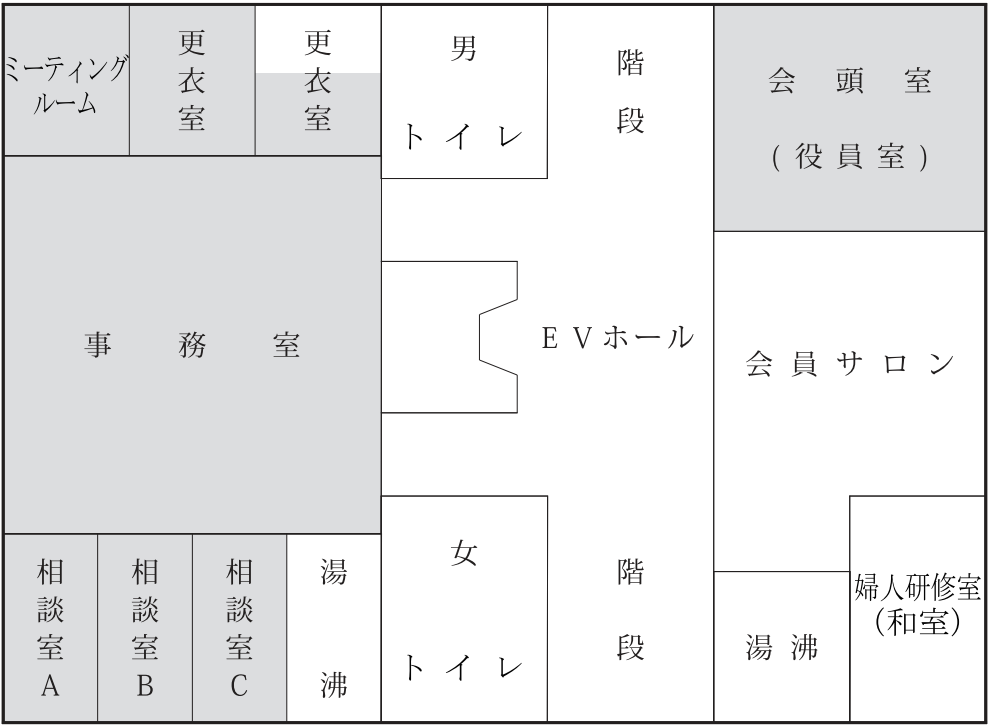 ミーティング
ルーム
更衣室
更衣室
男
トイレ
階段
会頭室
(役員室)
事務室
EVホール
会員サロン
相談室A
相談室B
相談室C
湯沸
女
トイレ
階段
湯沸
婦人研修室
(和室)